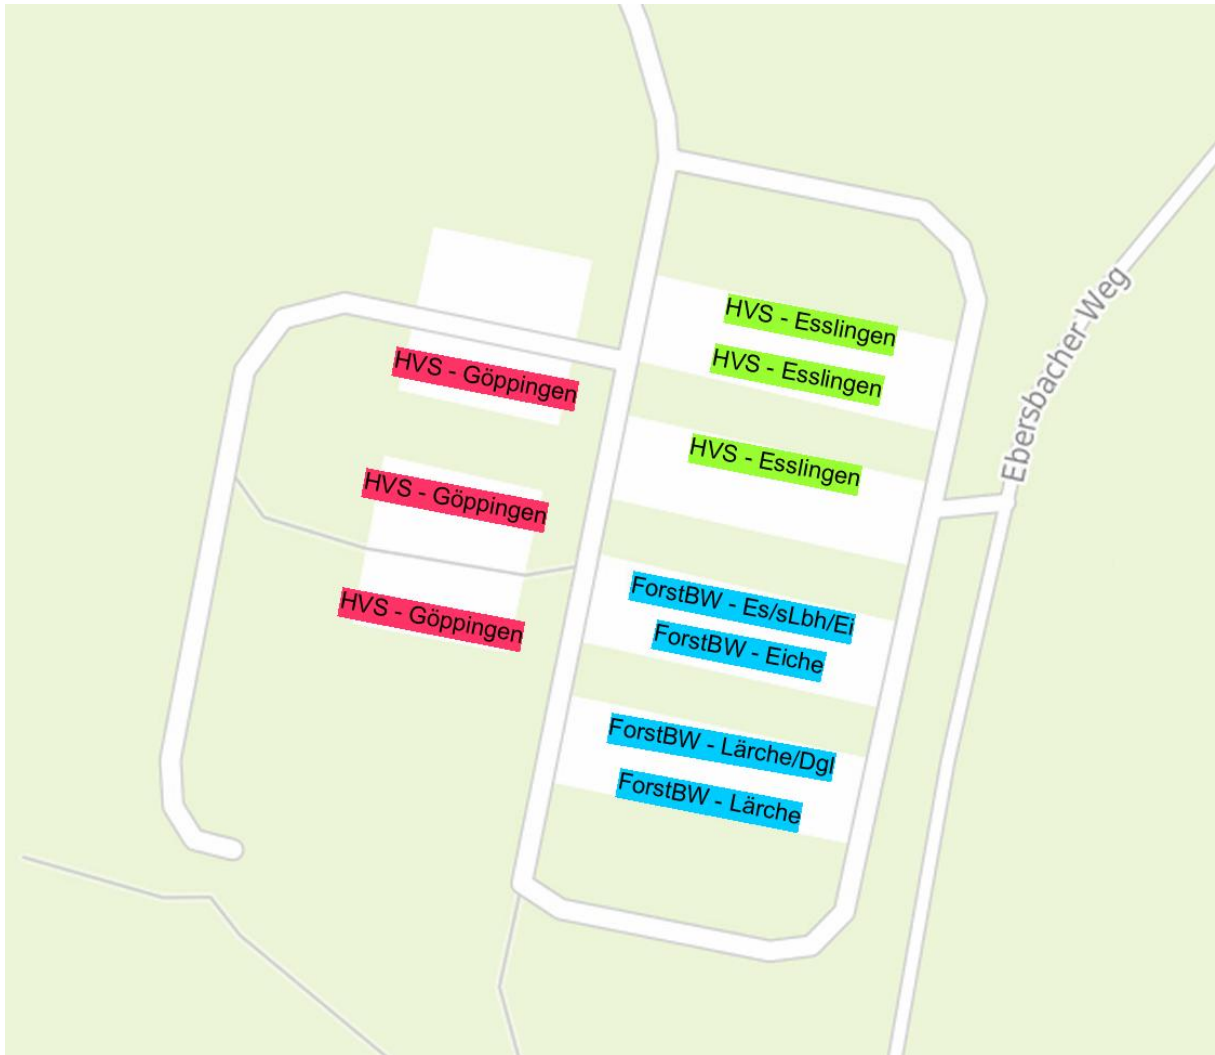 HVS - Esslingen
HVS - Esslingen
HVS - Esslingen
HVS - Göppingen
HVS - Göppingen
HVS - Göppingen
ForstBW - Es/sLbh/Ei
ForstBW - Eiche
ForstBW - Lärche/Dgl
ForstBW - Lärche
Ebersbacher Weg